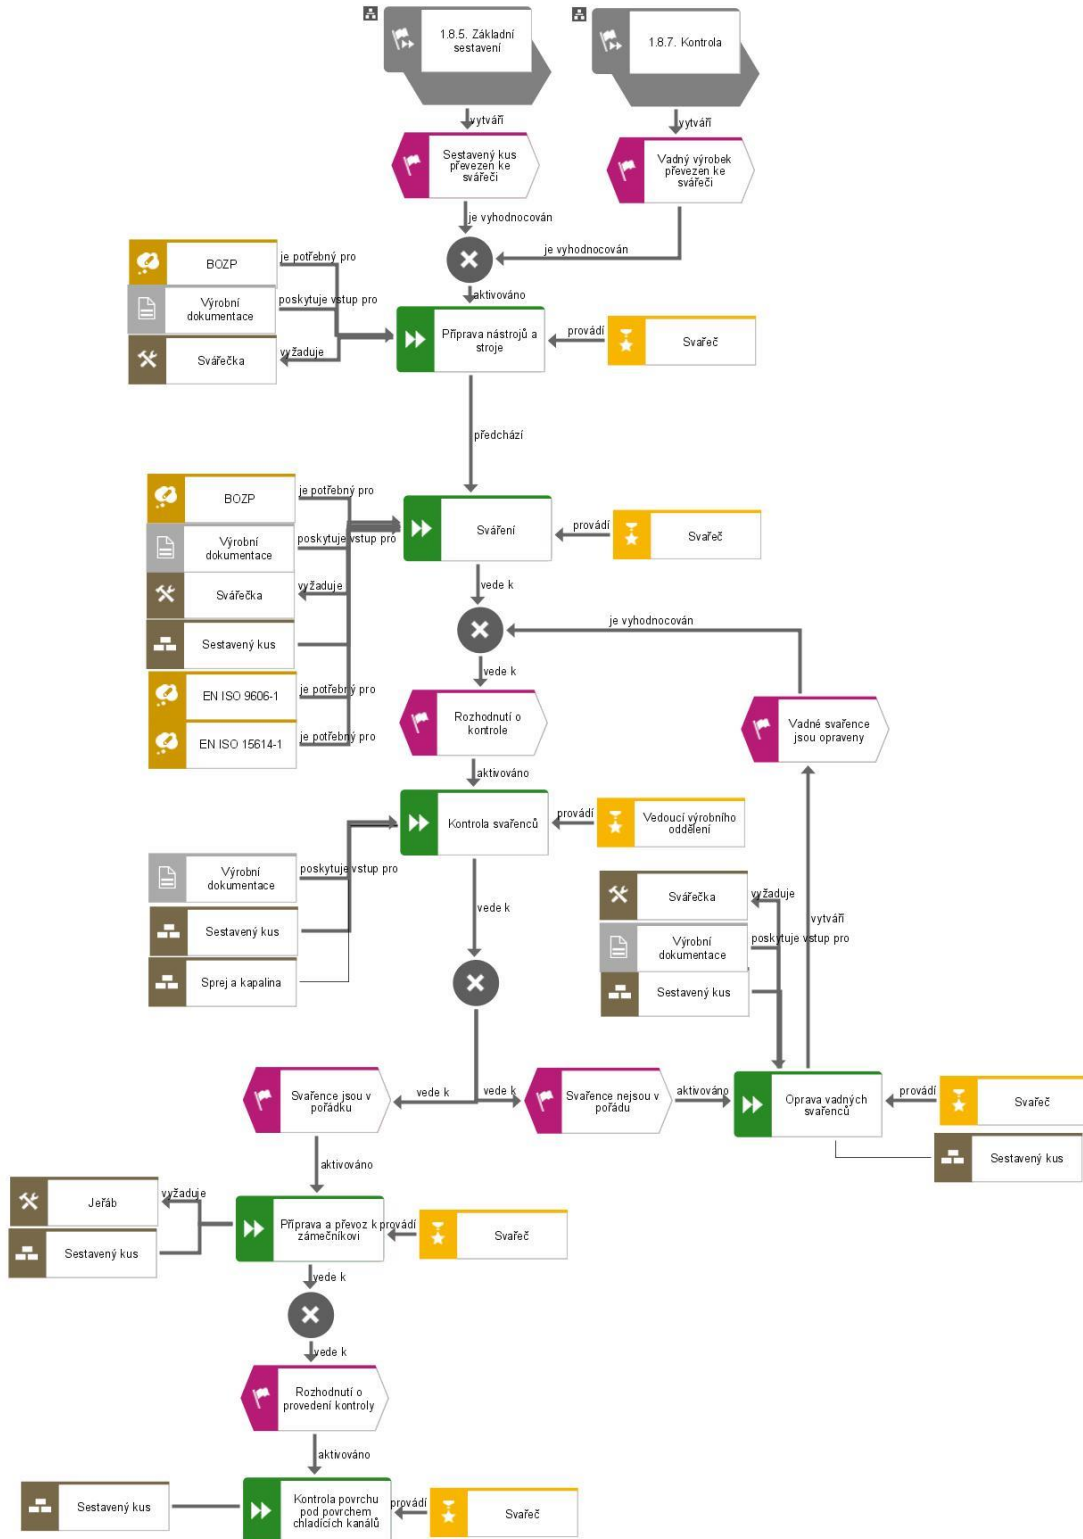 1.8.5. Základní
sestavení
1.8.7. Kontrola
vytváří
vytváří
Sestavený kus
převezen ke
svářeči
Vadný výrobek
převezen ke
svářeči
je vyhodnocován
je vyhodnocován
BOZP
je potřebný pro
aktivováno
Výrobní
dokumentace
poskytuje vstup pro
Příprava nástrojů a
stroje
provádí
Svařeč
Svářečka
vyžaduje
předchází
BOZP
je potřebný pro
Výrobní
dokumentace
poskytuje vstup pro
Sváření
provádí
Svařeč
Svářečka
vyžaduje
vede k
Sestavený kus
je vyhodnocován
vede k
EN ISO 9606-1
je potřebný pro
Rozhodnutí o
kontrole
Vadné svařence
jsou opraveny
EN ISO 15614-1
je potřebný pro
aktivováno
Kontrola svařenců
provádí
Vedoucí výrobního
oddělení
Výrobní
dokumentace
poskytuje vstup pro
vede k
Svářečka
vyžaduje
vytváří
Sestavený kus
Výrobní
dokumentace
poskytuje vstup pro
Sprej a kapalina
Sestavený kus
Svařence jsou v
pořádku
vede k
vede k
Svařence nejsou v
pořádu
aktivováno
Oprava vadných
svařenců
provádí
Svařeč
Sestavený kus
aktivováno
Jeřáb
vyžaduje
Příprava a převoz k
zámečníkovi
provádí
Svařeč
Sestavený kus
vede k
vede k
Rozhodnutí o
provedení kontroly
aktivováno
Sestavený kus
Kontrola povrchu
pod povrchem
chladících kanálů
provádí
Svařeč